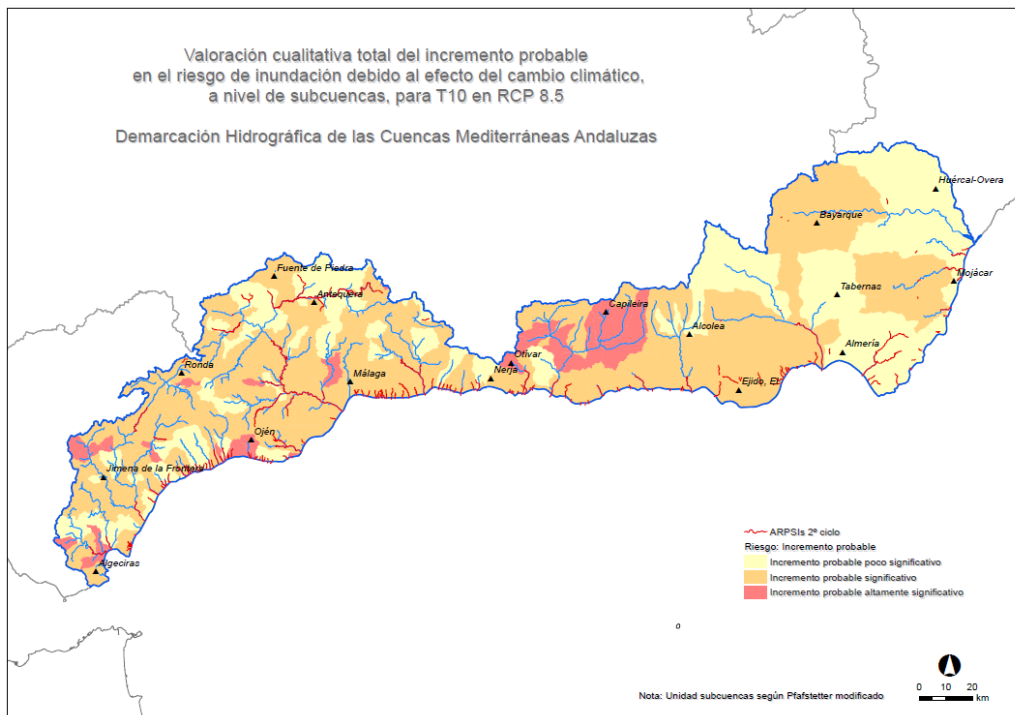 Valoración cualitativa total del incremento probable
en el riesgo de inundación debido al efecto del cambio climático,
a nivel de subcuencas, para T10 en RCP 8.5
Demarcación Hidrográfica de las Cuencas Mediterráneas Andaluzas
Huércal-Overa
Bayarque
Mojácar
Fuente de Piedra
Tabernas
Antequera
Capileira
Alcolea
Almería
Otívar
Ronda
Nerja
Málaga
Ejido, El
Ojén
Jimena de la Frontera
Algeciras
ARPSIs 2º ciclo
Riesgo: Incremento probable
Incremento probable poco significativo
Incremento probable significativo
Incremento probable altamente significativo
Nota: Unidad subcuencas según Pfafstetter modificado
0 10 20
km